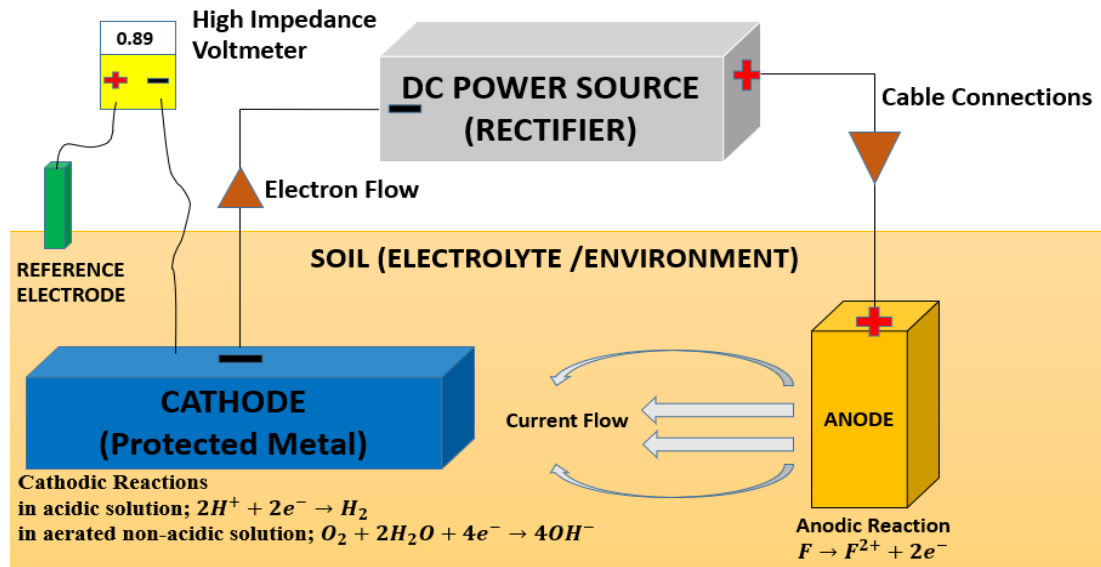 High Impedance
Voltmeter
0.89
+ −
DC POWER SOURCE
(RECTIFIER)
−
+
Cable Connections
Electron Flow
REFERENCE
ELECTRODE
SOIL (ELECTROLYTE /ENVIRONMENT)
−
+
CATHODE
(Protected Metal)
Current Flow
ANODE
Cathodic Reactions
in acidic solution; 2H⁺ + 2e⁻ → H₂
in aerated non-acidic solution; O₂ + 2H₂O + 4e⁻ → 4OH⁻
Anodic Reaction
F → F²⁺ + 2e⁻